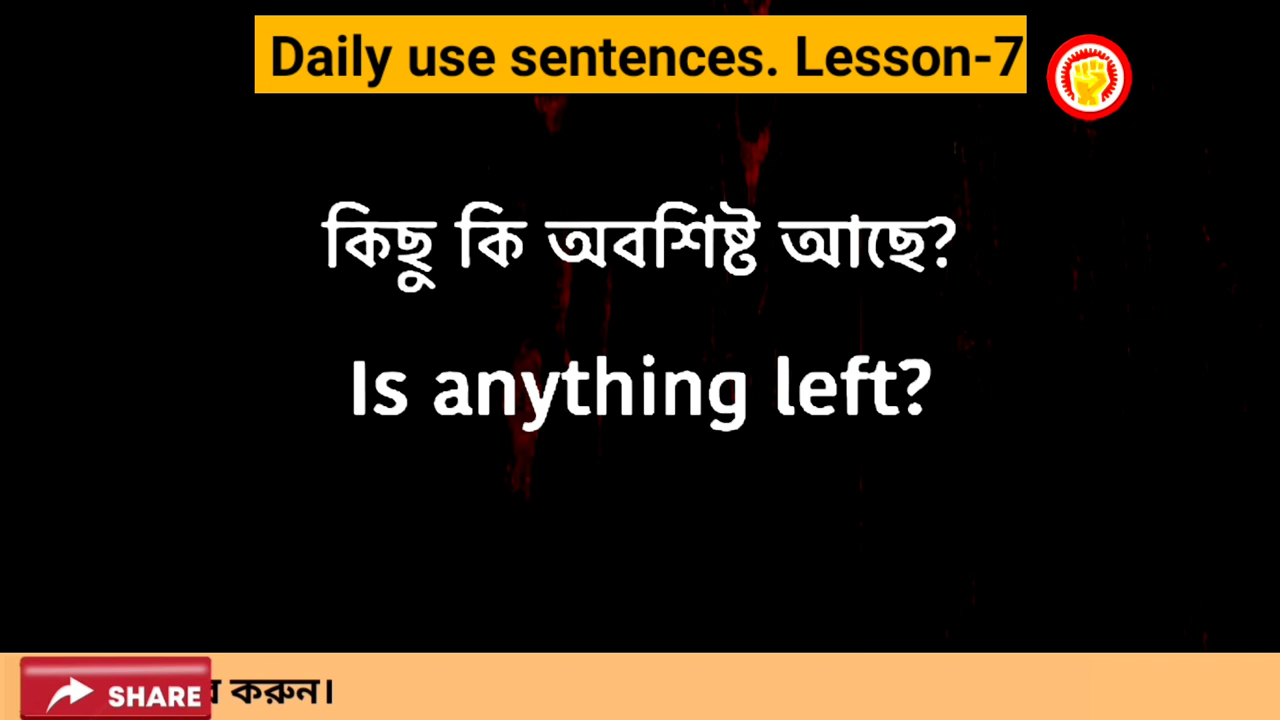 Daily use sentences. Lesson-7
কিছু কি অবশিষ্ট আছে?
Is anything left?
SHARE করুন।